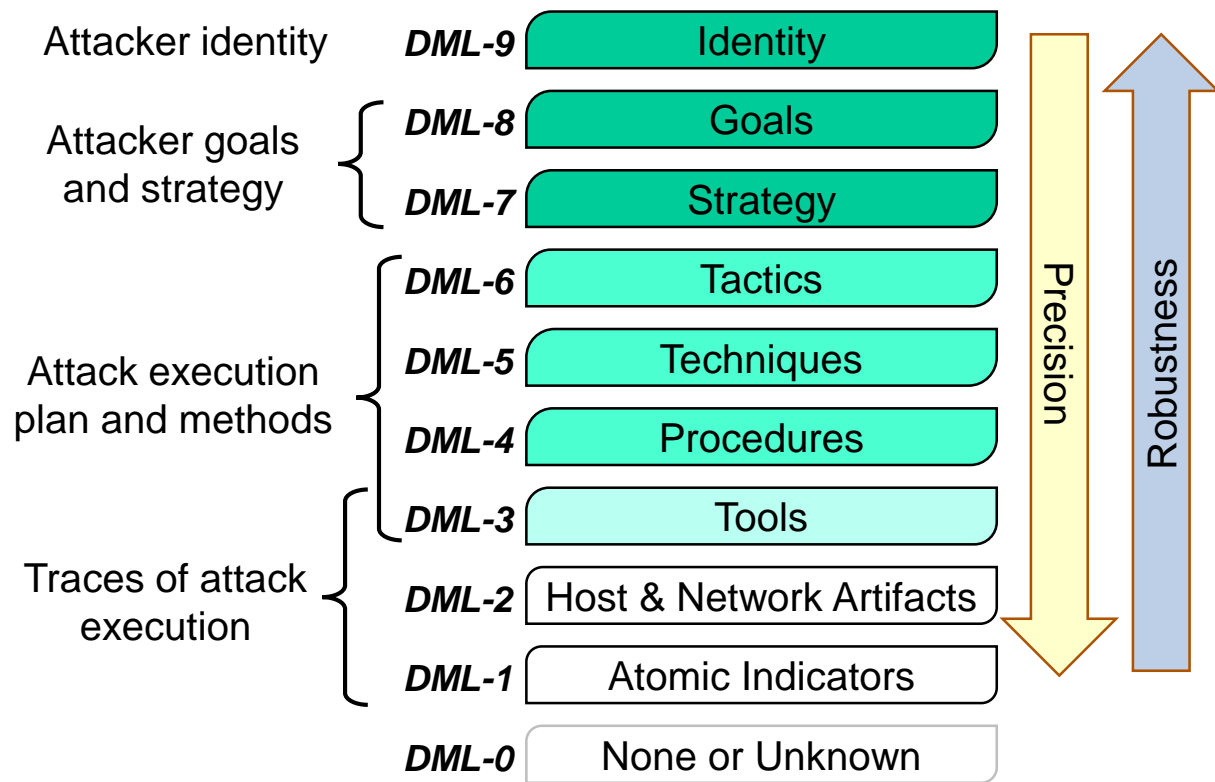 Attacker identity
DML-9
Identity
Attacker goals
and strategy
DML-8
Goals
DML-7
Strategy
Attack execution
plan and methods
DML-6
Tactics
DML-5
Techniques
DML-4
Procedures
DML-3
Tools
Traces of attack
execution
DML-2
Host & Network Artifacts
DML-1
Atomic Indicators
DML-0
None or Unknown
Precision
Robustness